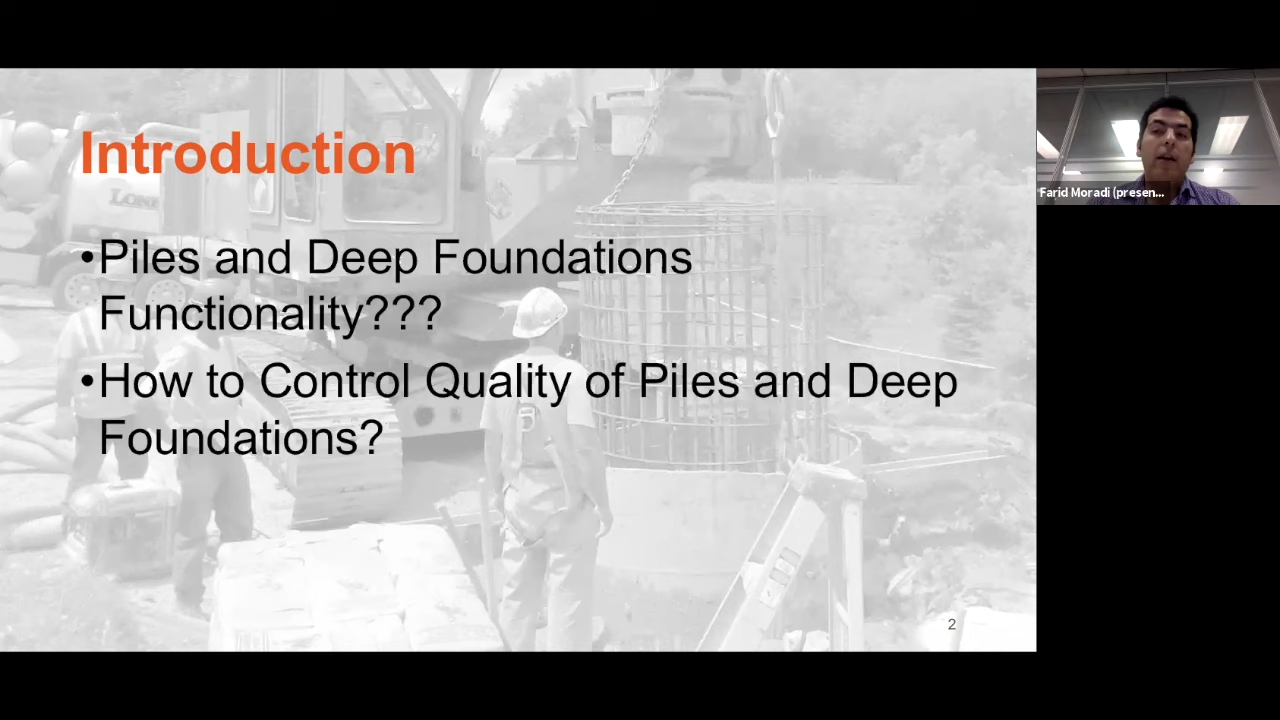 Introduction
•Piles and Deep Foundations
Functionality???
•How to Control Quality of Piles and Deep
Foundations?
2
Farid Moradi (presen...